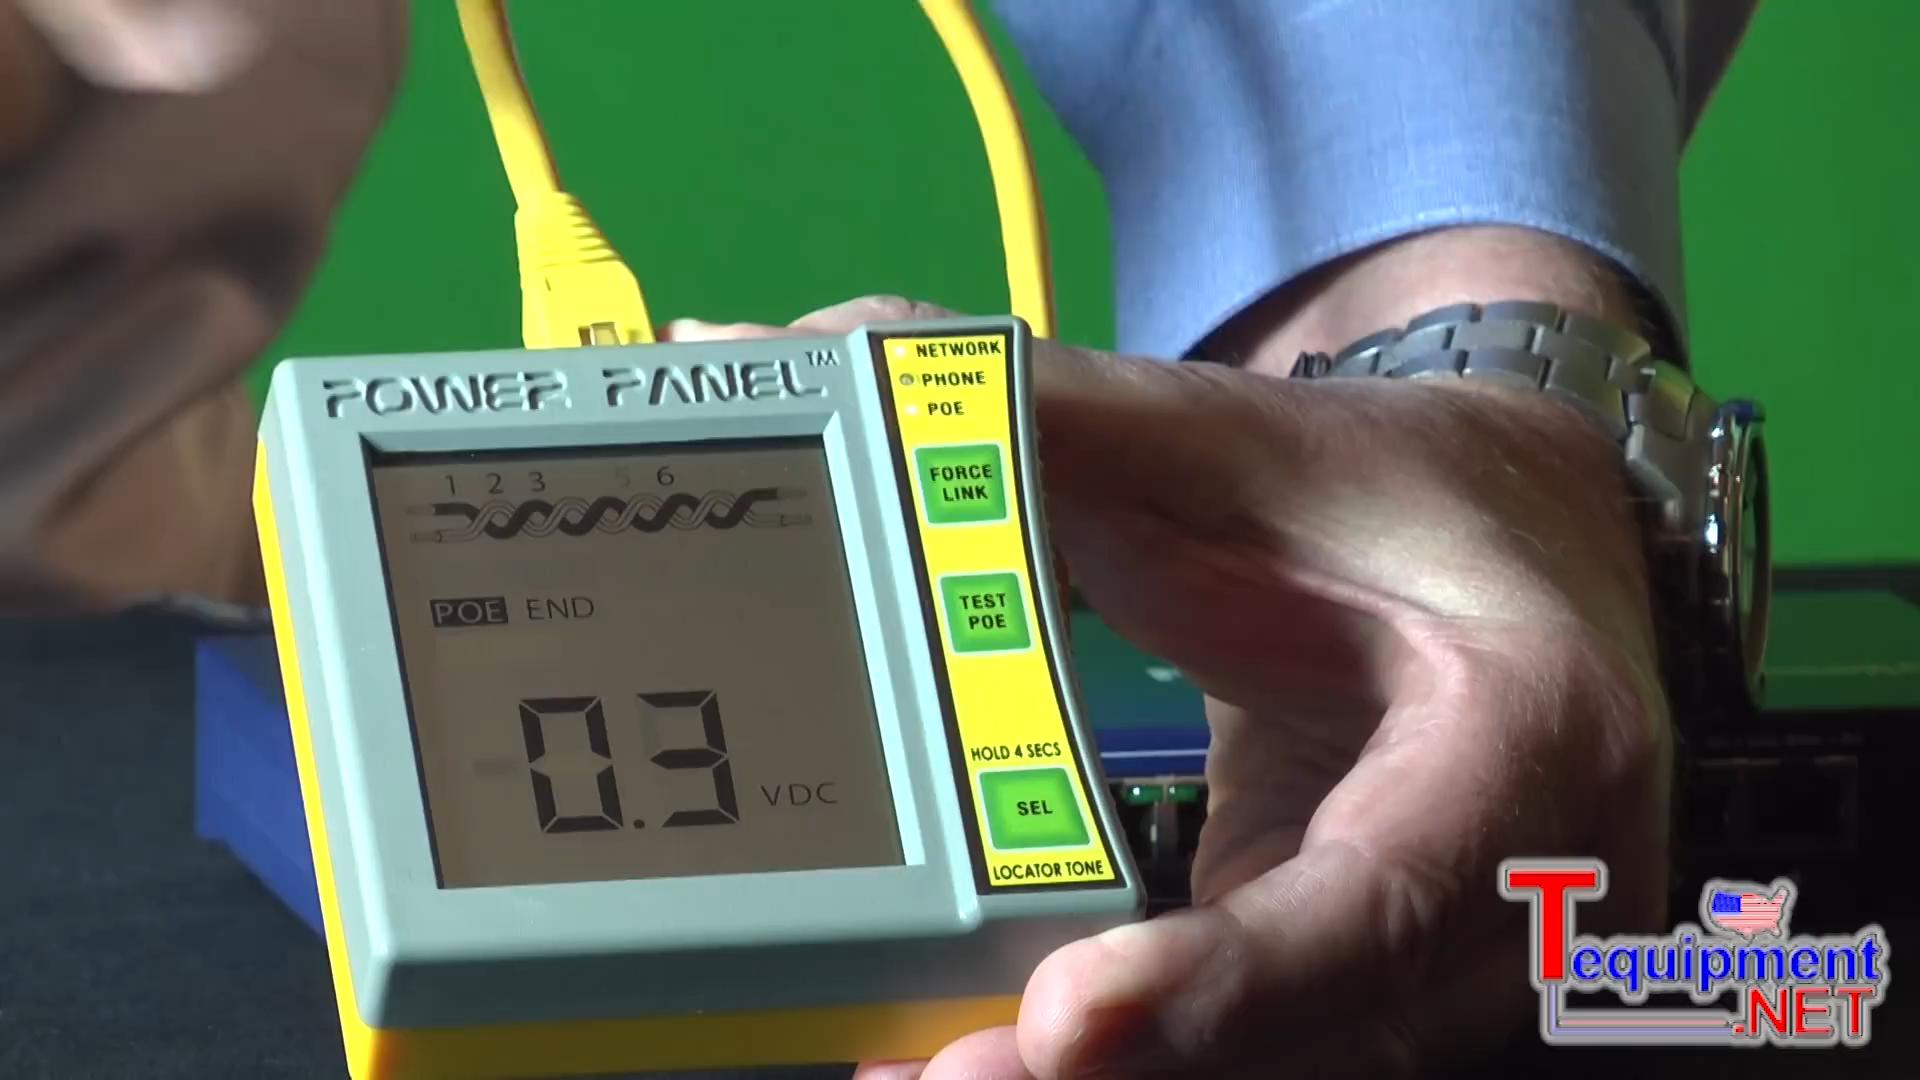 POWER PANEL™
NETWORK
PHONE
POE
1 2 3 5 6
FORCE
LINK
POE END
TEST
POE
0.3 VDC
HOLD 4 SECS
SEL
LOCATOR TONE
Tequipment
.NET